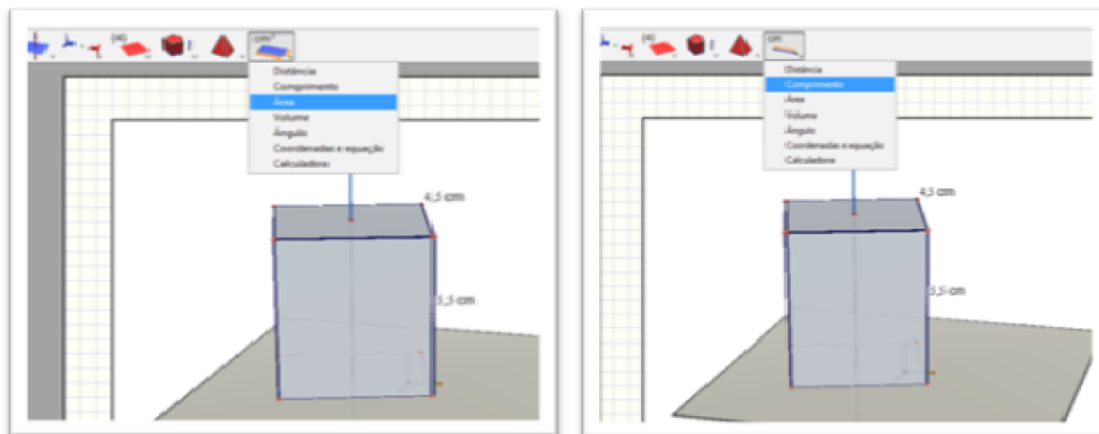 cm²
Distância
Comprimento
Área
Volume
Ângulo
Coordenadas e equação
Calculadora
4,5 cm
5,5 cm
cm
Distância
Comprimento
Área
Volume
Ângulo
Coordenadas e equação
Calculadora
4,5 cm
5,5 cm